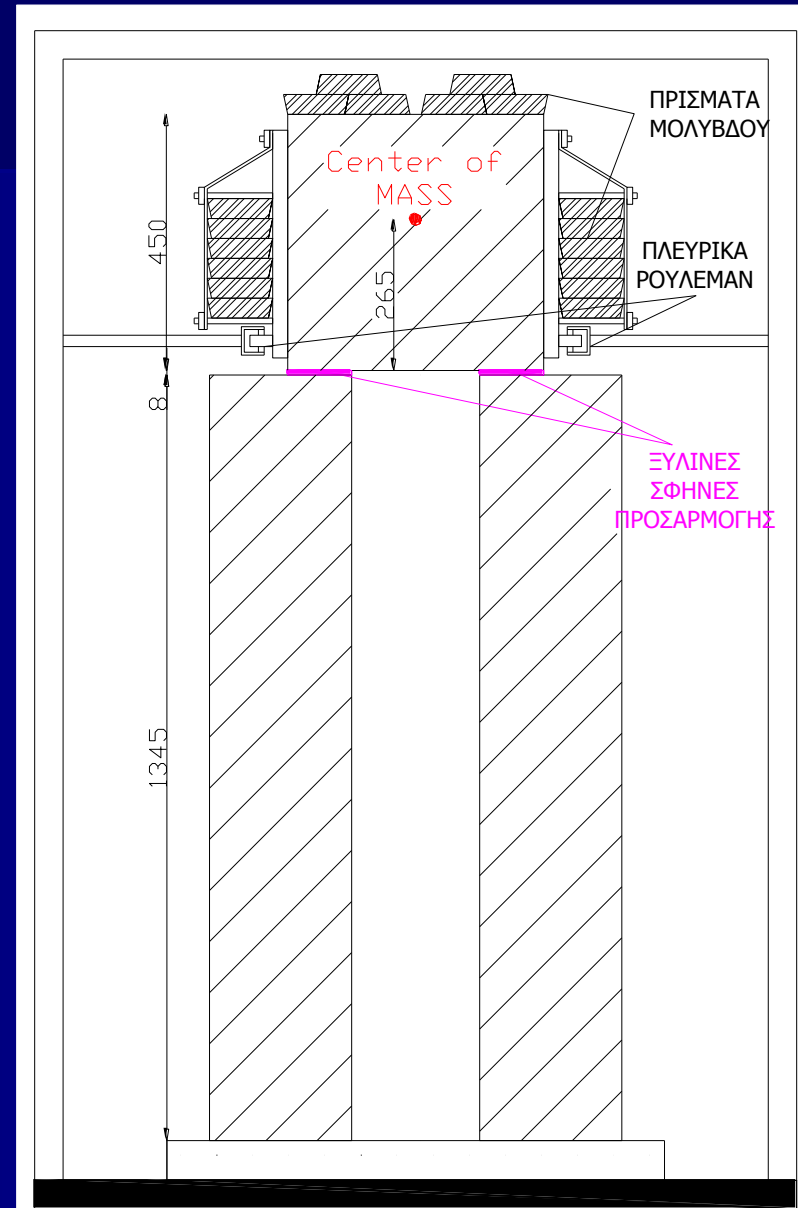 ΠΡΙΣΜΑΤΑ
ΜΟΛΥΒΔΟΥ
Center of
MASS
450
265
ΠΛΕΥΡΙΚΑ
ΡΟΥΛΕΜΑΝ
8
ΞΥΛΙΝΕΣ
ΣΦΗΝΕΣ
ΠΡΟΣΑΡΜΟΓΗΣ
1345